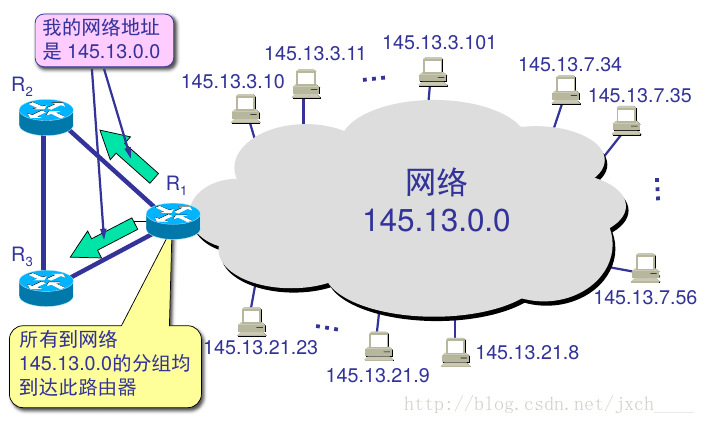 我的网络地址
是 145.13.0.0
R2
R1
R3
145.13.3.10
145.13.3.11
···
145.13.3.101
145.13.7.34
145.13.7.35
···
145.13.7.56
网络
145.13.0.0
所有到网络
145.13.0.0的分组均
到达此路由器
145.13.21.23
···
145.13.21.9
145.13.21.8
http://blog.csdn.net/jxch____